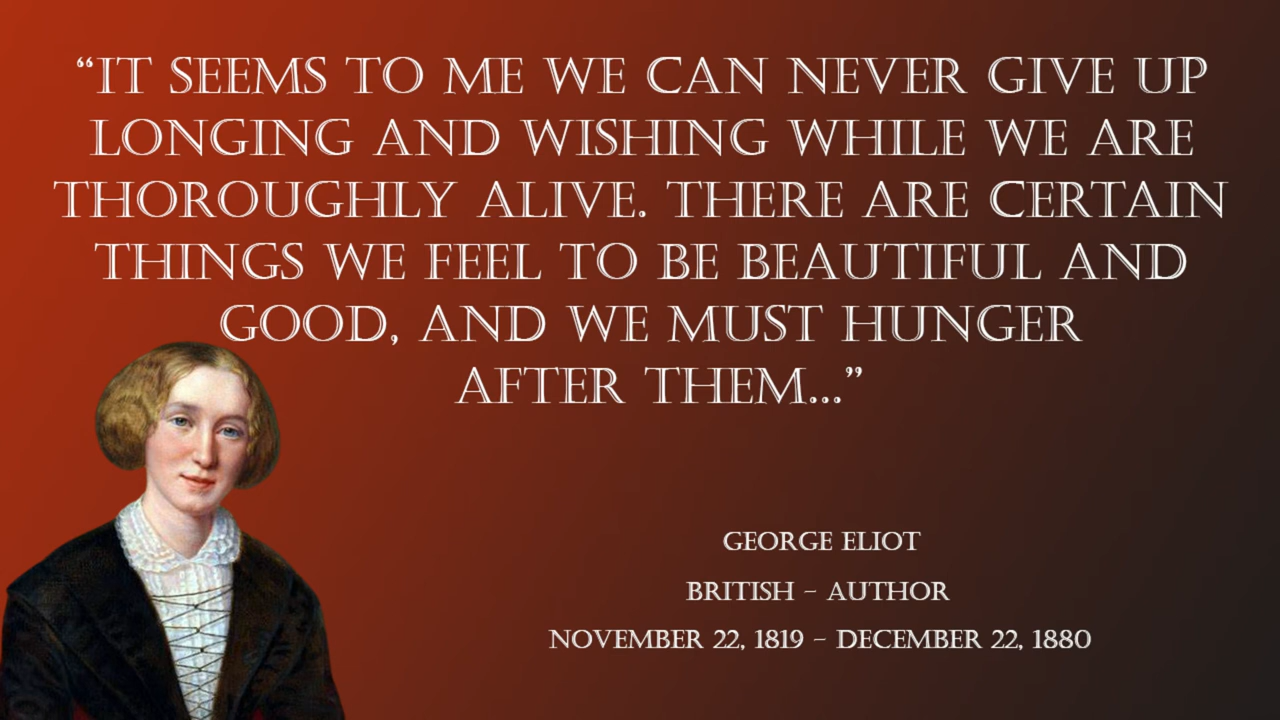 “IT SEEMS TO ME WE CAN NEVER GIVE UP
LONGING AND WISHING WHILE WE ARE
THOROUGHLY ALIVE. THERE ARE CERTAIN
THINGS WE FEEL TO BE BEAUTIFUL AND
GOOD, AND WE MUST HUNGER
AFTER THEM...”
GEORGE ELIOT
BRITISH – AUTHOR
NOVEMBER 22, 1819 – DECEMBER 22, 1880